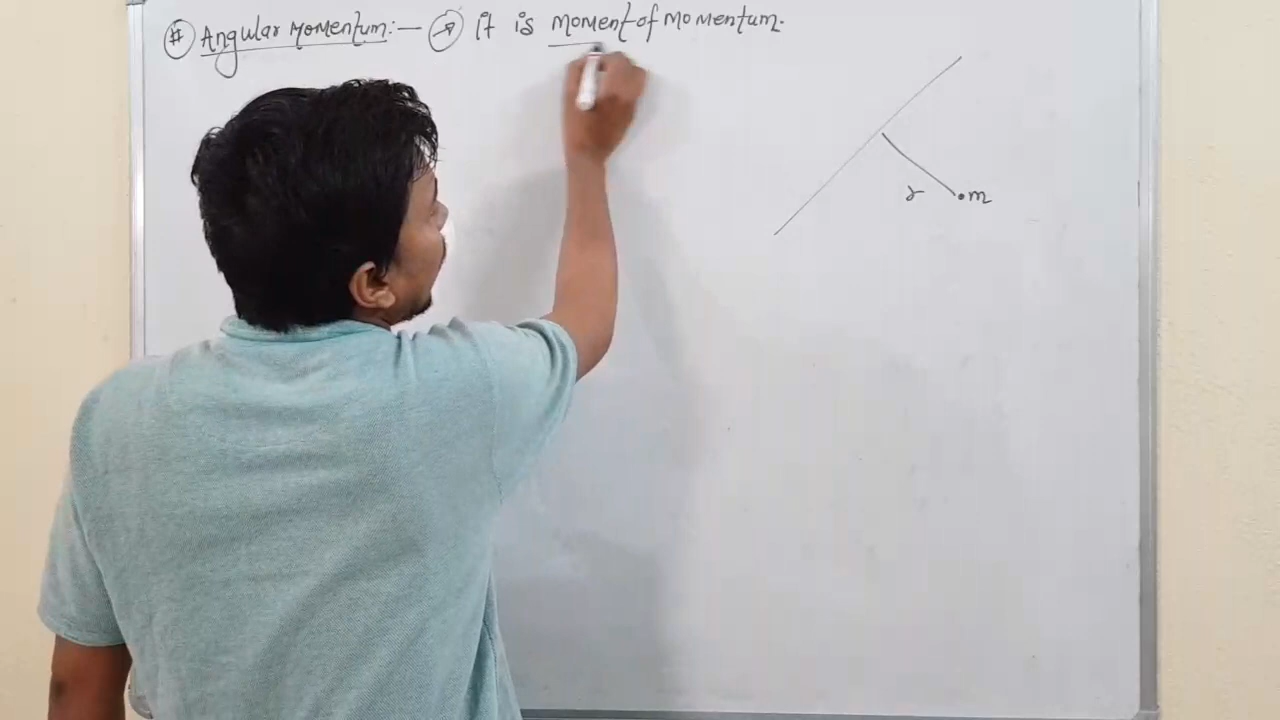 # Angular Momentum:— → It is moment of momentum.
r
m